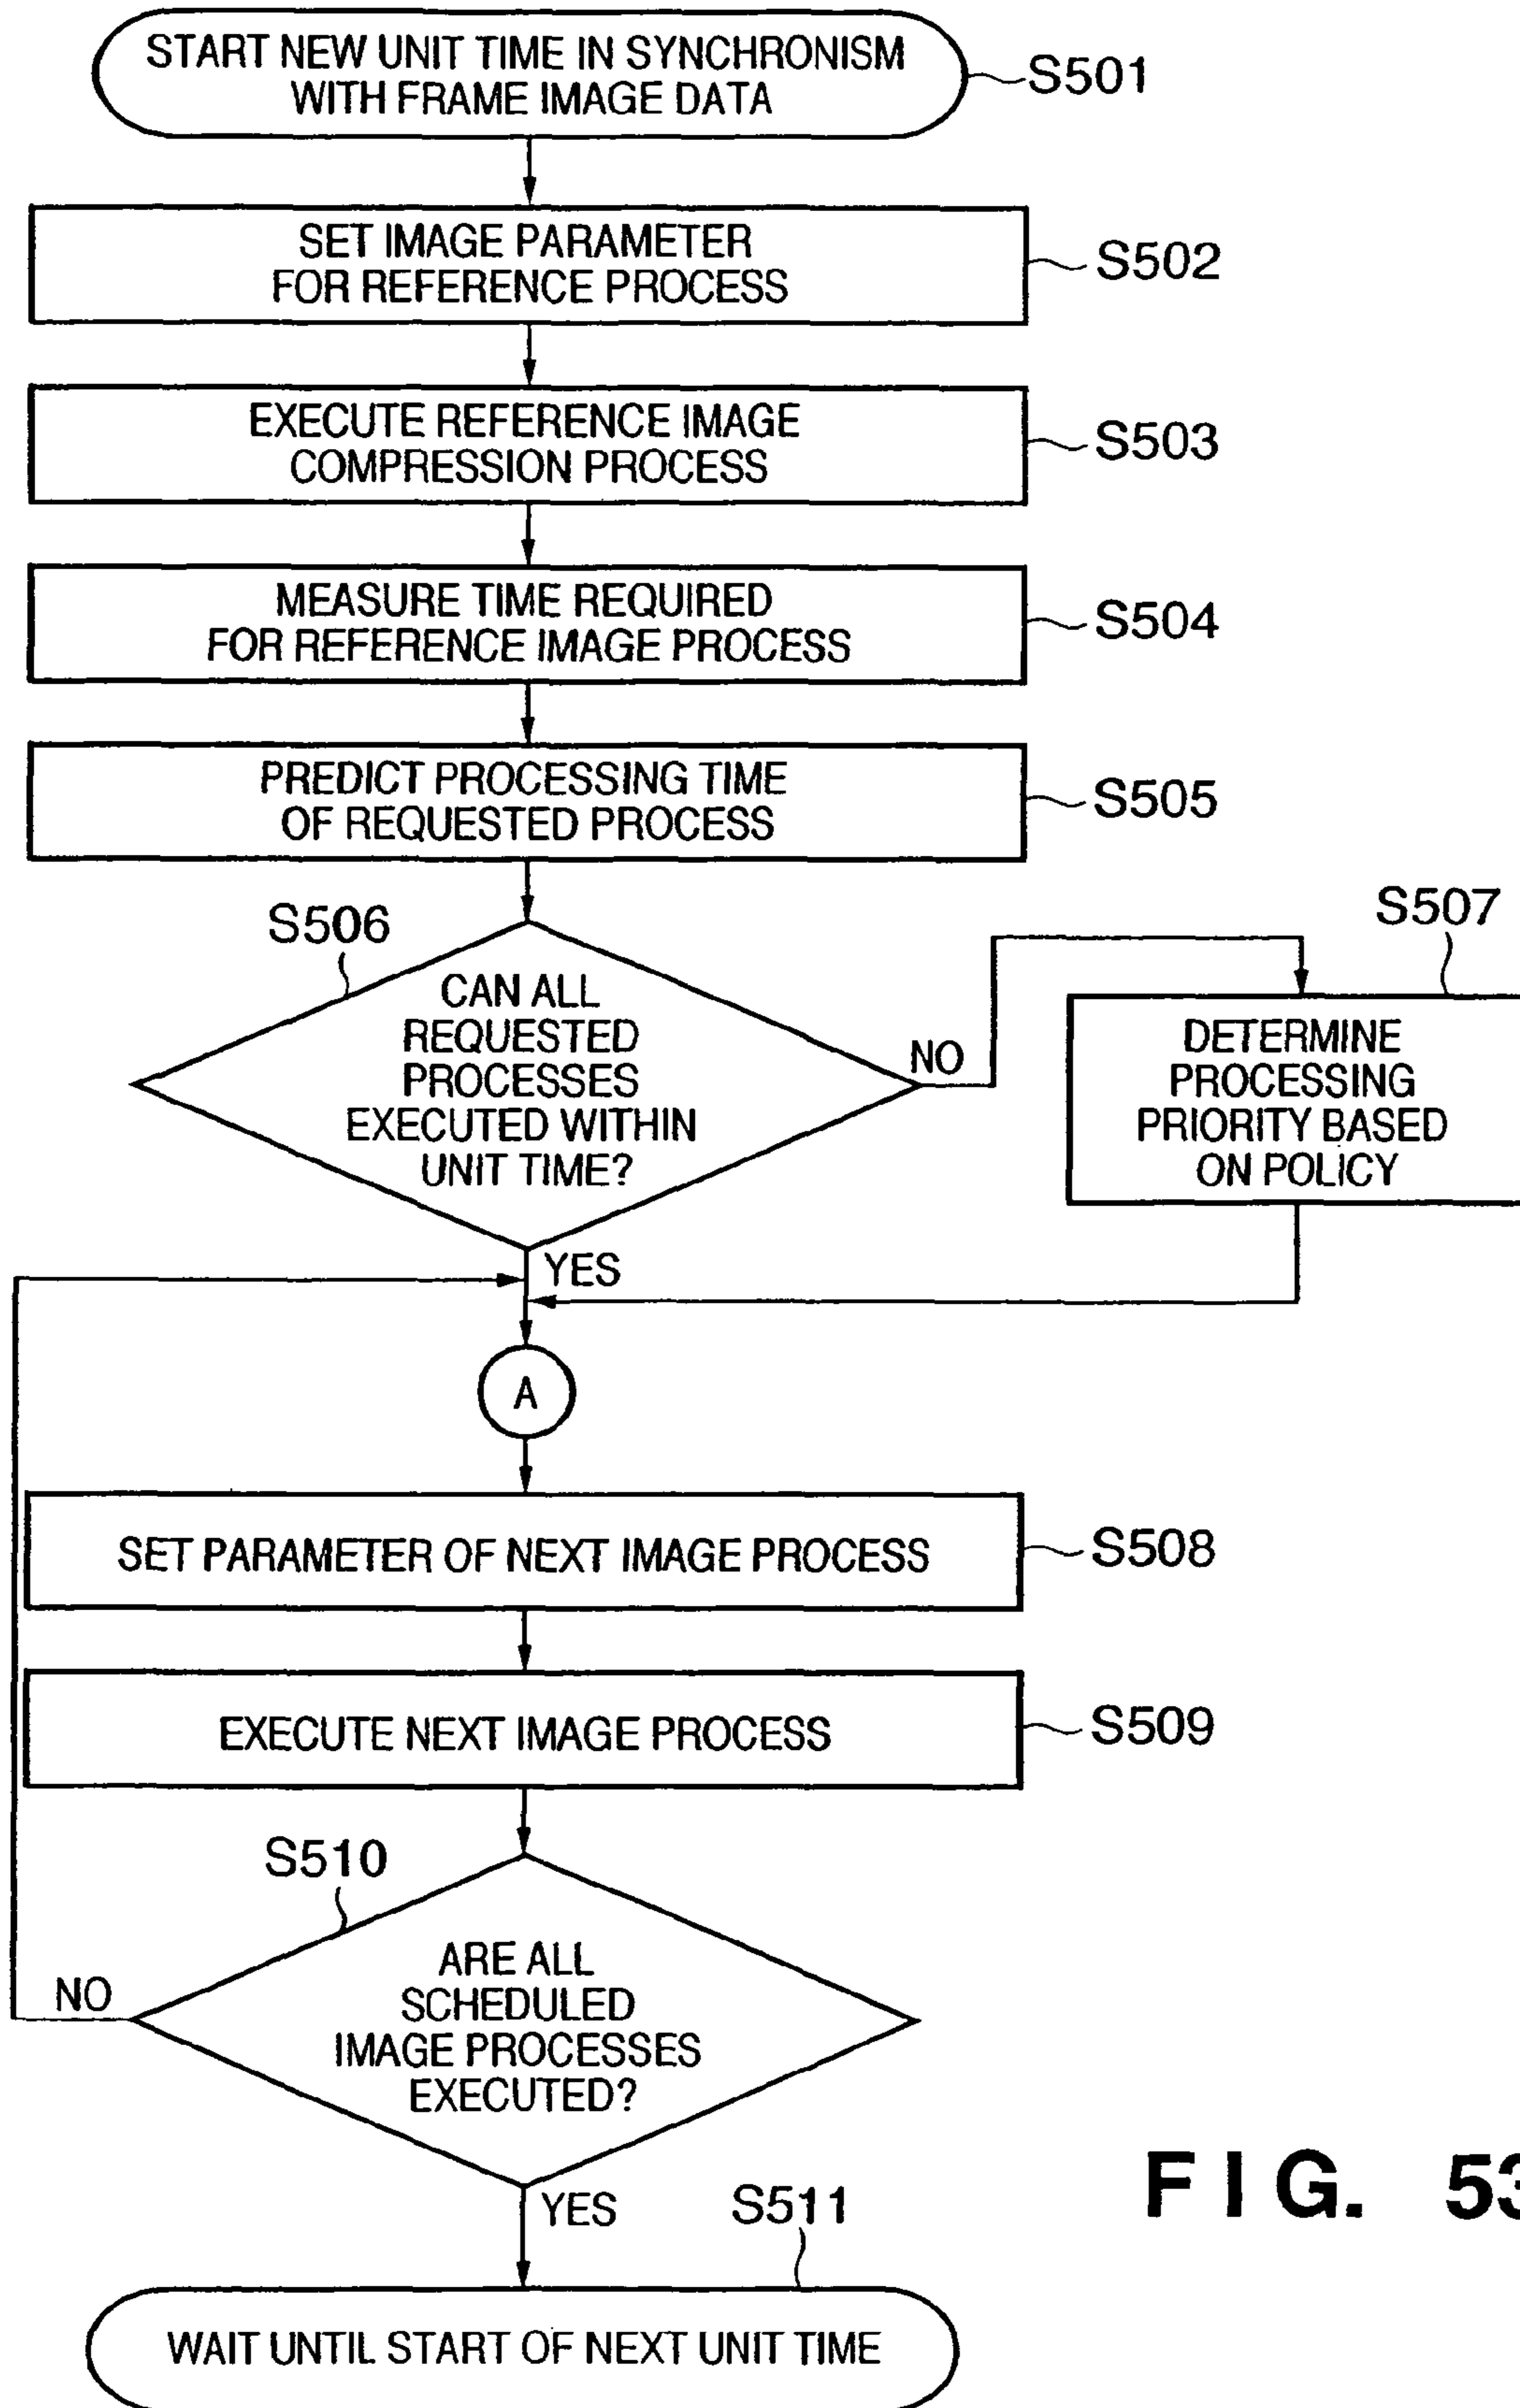 START NEW UNIT TIME IN SYNCHRONISM
WITH FRAME IMAGE DATA
S501
SET IMAGE PARAMETER
FOR REFERENCE PROCESS
S502
EXECUTE REFERENCE IMAGE
COMPRESSION PROCESS
S503
MEASURE TIME REQUIRED
FOR REFERENCE IMAGE PROCESS
S504
PREDICT PROCESSING TIME
OF REQUESTED PROCESS
S505
S506
CAN ALL
REQUESTED
PROCESSES
EXECUTED WITHIN
UNIT TIME?
NO
S507
DETERMINE
PROCESSING
PRIORITY BASED
ON POLICY
YES
A
SET PARAMETER OF NEXT IMAGE PROCESS
S508
EXECUTE NEXT IMAGE PROCESS
S509
S510
ARE ALL
SCHEDULED
IMAGE PROCESSES
EXECUTED?
NO
YES
S511
WAIT UNTIL START OF NEXT UNIT TIME
FIG. 53